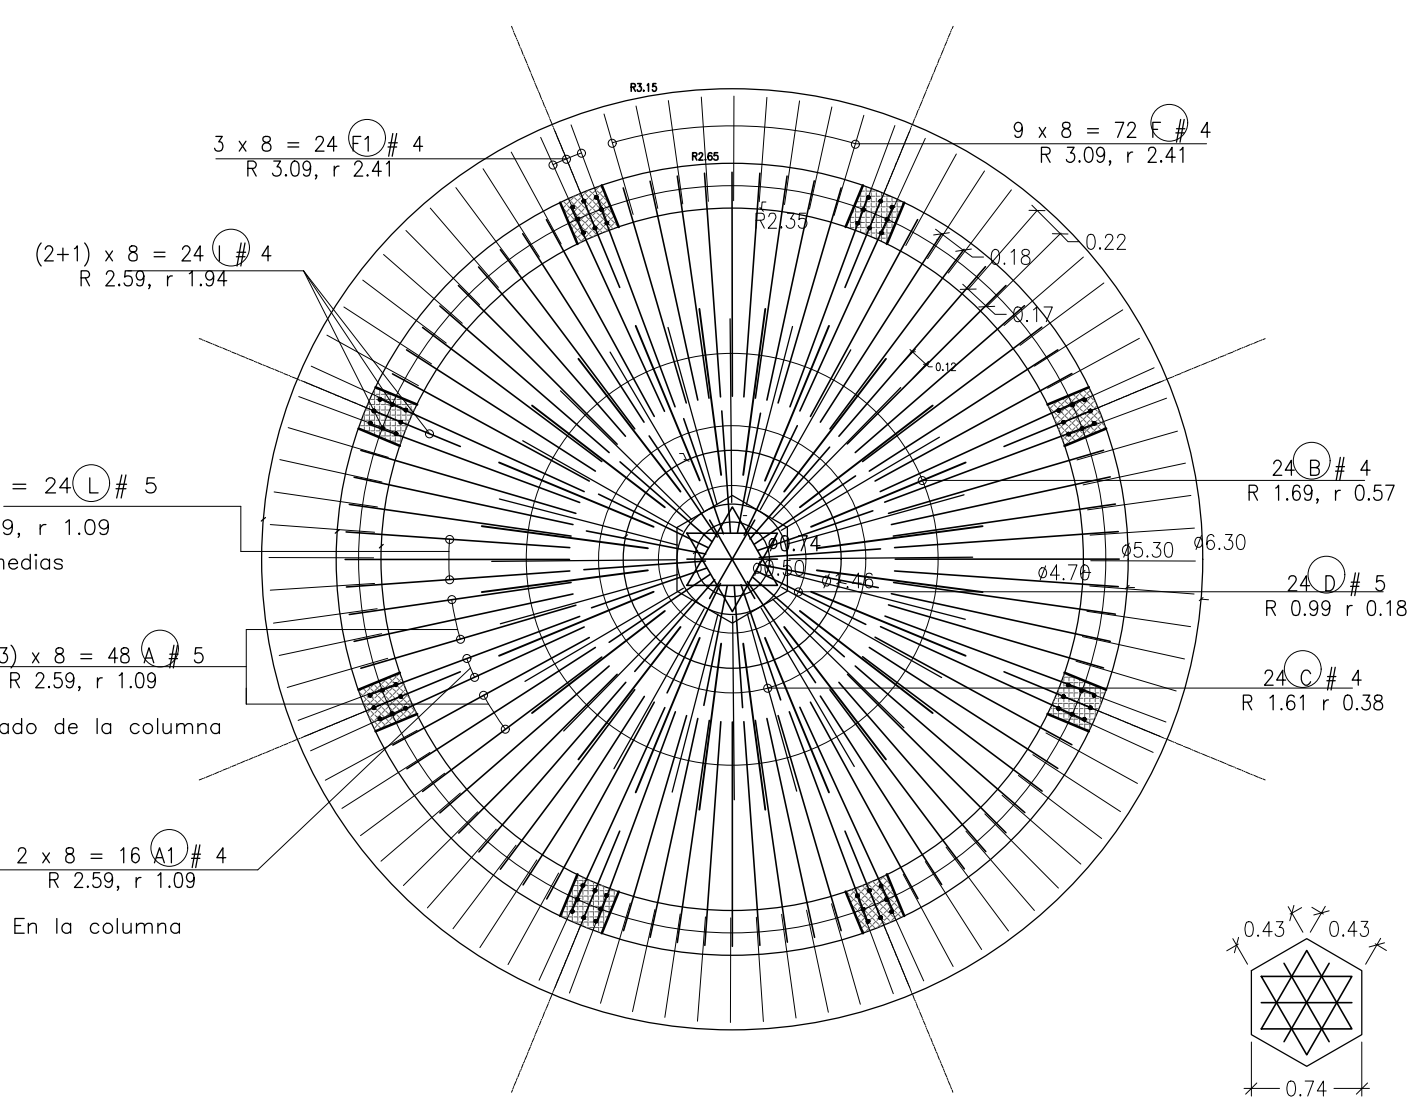 R3.15
3 x 8 = 24 F1 # 4
R 3.09, r 2.41
9 x 8 = 72 F # 4
R 3.09, r 2.41
R2.65
R2.35
(2+1) x 8 = 24 I # 4
R 2.59, r 1.94
0.22
0.18
0.17
0.12
24 B # 4
R 1.69, r 0.57
= 24 L # 5
9, r 1.09
medias
ø0.74
ø0.50
ø1.46
ø4.70
ø5.30
ø6.30
24 D # 5
R 0.99 r 0.18
3) x 8 = 48 A # 5
R 2.59, r 1.09
ado de la columna
24 C # 4
R 1.61 r 0.38
2 x 8 = 16 A1 # 4
R 2.59, r 1.09
En la columna
0.43
0.43
0.74